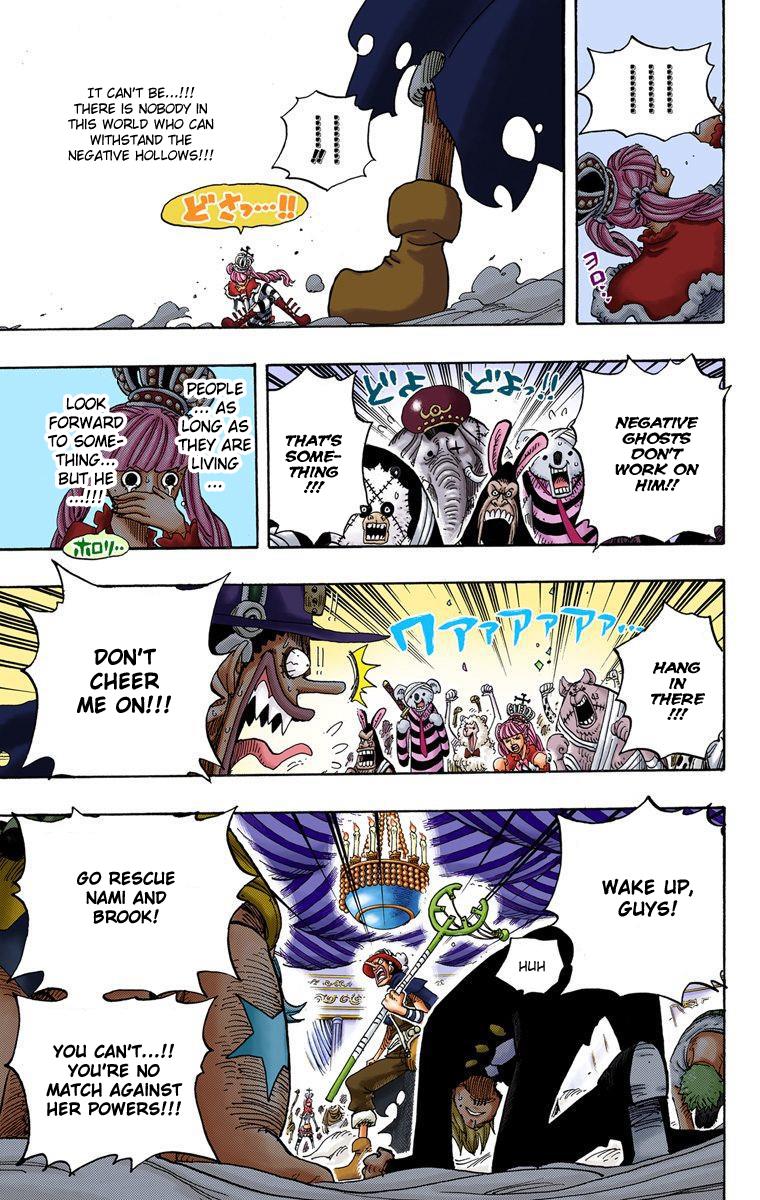 ヨロ…
IT CAN'T BE...!!!
THERE IS NOBODY IN
THIS WORLD WHO CAN
WITHSTAND THE
NEGATIVE HOLLOWS!!!
どさっ…!!
NEGATIVE
GHOSTS
DON'T
WORK ON
HIM!!
どよ どよっ!!
THAT'S
SOME-
THING
!!!
PEOPLE
... AS
LONG AS
THEY ARE
LIVING
...
LOOK
FORWARD
TO SOME-
THING...
BUT HE
...!!!
ホロリ..
HANG
IN
THERE
!!!
ワァァァァァ...
DON'T
CHEER
ME ON!!!
WAKE UP,
GUYS!
HUH
GO RESCUE
NAMI AND
BROOK!
YOU CAN'T...!!
YOU'RE NO
MATCH AGAINST
HER POWERS!!!